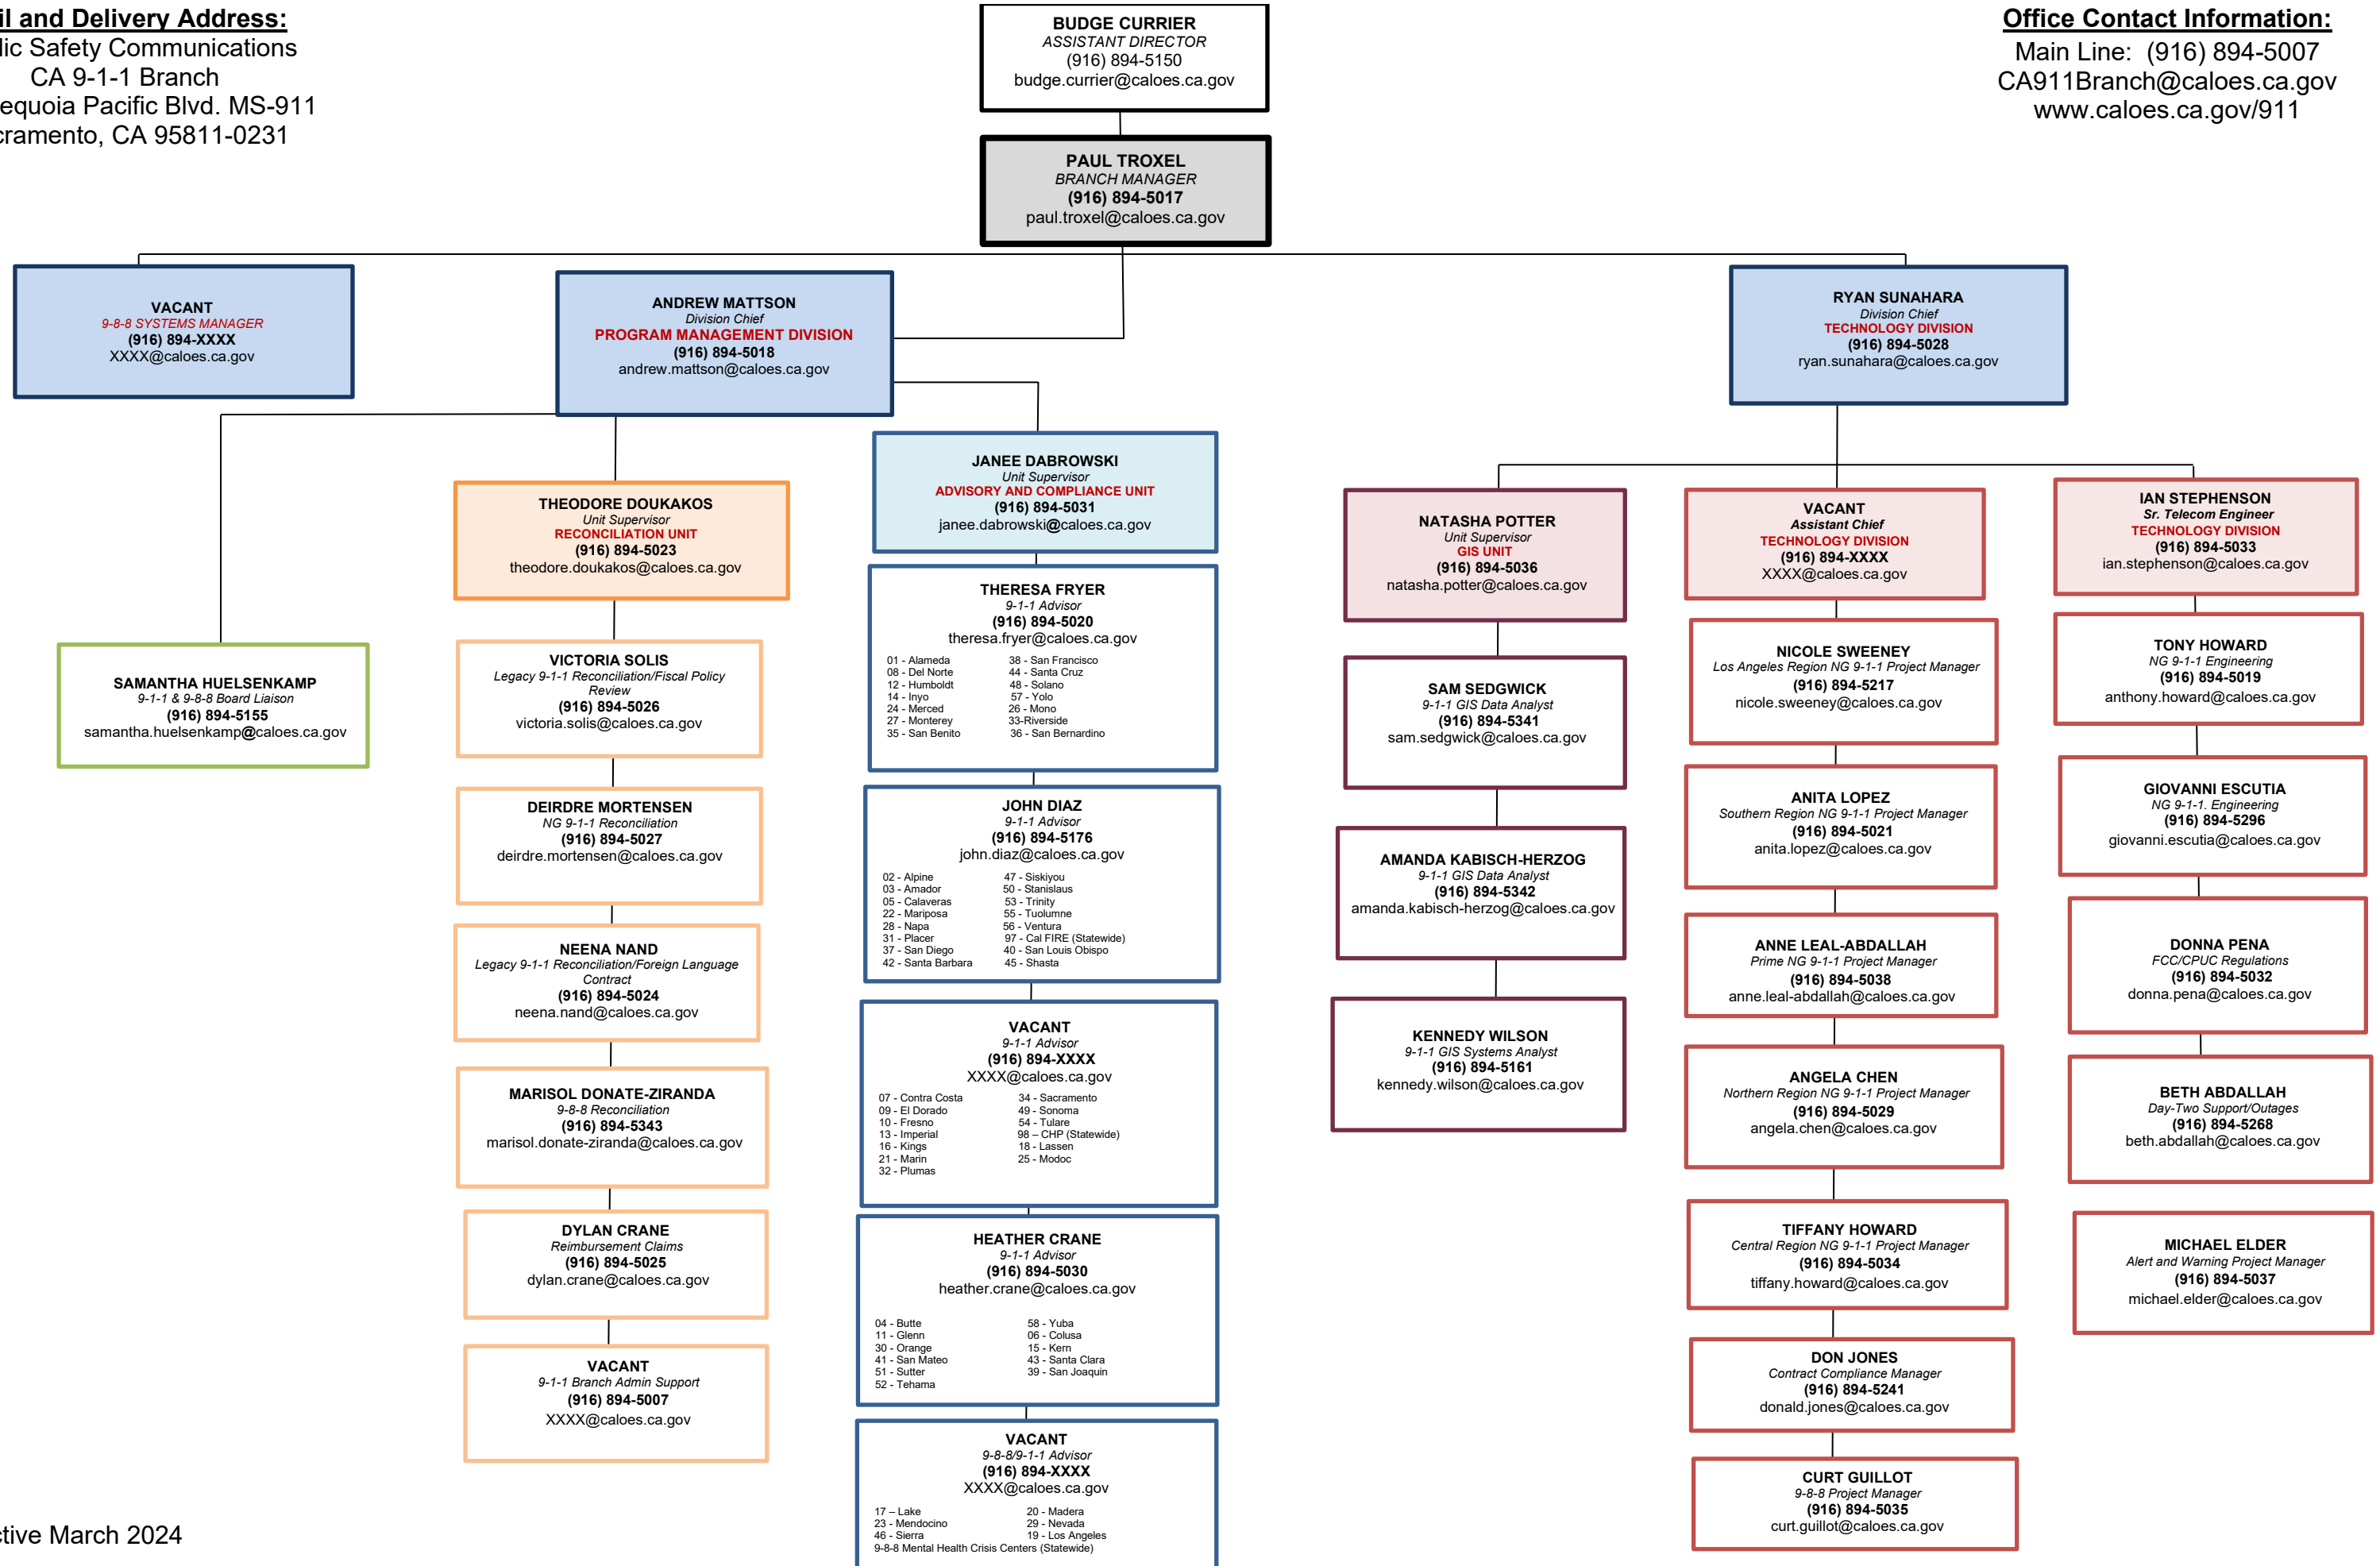 and Delivery Address:
Safety Communications
CA 9-1-1 Branch
Pacific Blvd. MS-911
CA 95811-0231
BUDGE CURRIER
ASSISTANT DIRECTOR
(916) 894-5150
budge.currier@caloes.ca.gov
Office Contact Information:
Main Line: (916) 894-5007
CA911Branch@caloes.ca.gov
www.caloes.ca.gov/911
PAUL TROXEL
BRANCH MANAGER
(916) 894-5017
paul.troxel@caloes.ca.gov
VACANT
9-8-8 SYSTEMS MANAGER
(916) 894-XXXX
XXXX@caloes.ca.gov
ANDREW MATTSON
Division Chief
PROGRAM MANAGEMENT DIVISION
(916) 894-5018
andrew.mattson@caloes.ca.gov
RYAN SUNAHARA
Division Chief
TECHNOLOGY DIVISION
(916) 894-5028
ryan.sunahara@caloes.ca.gov
SAMANTHA HUELSENKAMP
9-1-1 & 9-8-8 Board Liaison
(916) 894-5155
samantha.huelsenkamp@caloes.ca.gov
THEODORE DOUKAKOS
Unit Supervisor
RECONCILIATION UNIT
(916) 894-5023
theodore.doukakos@caloes.ca.gov
VICTORIA SOLIS
Legacy 9-1-1 Reconciliation/Fiscal Policy
Review
(916) 894-5026
victoria.solis@caloes.ca.gov
DEIRDRE MORTENSEN
NG 9-1-1 Reconciliation
(916) 894-5027
deirdre.mortensen@caloes.ca.gov
NEENA NAND
Legacy 9-1-1 Reconciliation/Foreign Language
Contract
(916) 894-5024
neena.nand@caloes.ca.gov
MARISOL DONATE-ZIRANDA
9-8-8 Reconciliation
(916) 894-5343
marisol.donate-ziranda@caloes.ca.gov
DYLAN CRANE
Reimbursement Claims
(916) 894-5025
dylan.crane@caloes.ca.gov
VACANT
9-1-1 Branch Admin Support
(916) 894-5007
XXXX@caloes.ca.gov
JANEE DABROWSKI
Unit Supervisor
ADVISORY AND COMPLIANCE UNIT
(916) 894-5031
janee.dabrowski@caloes.ca.gov
THERESA FRYER
9-1-1 Advisor
(916) 894-5020
theresa.fryer@caloes.ca.gov
01 - Alameda 38 - San Francisco
08 - Del Norte 44 - Santa Cruz
12 - Humboldt 48 - Solano
14 - Inyo 57 - Yolo
24 - Merced 26 - Mono
27 - Monterey 33-Riverside
35 - San Benito 36 - San Bernardino
JOHN DIAZ
9-1-1 Advisor
(916) 894-5176
john.diaz@caloes.ca.gov
02 - Alpine 47 - Siskiyou
03 - Amador 50 - Stanislaus
05 - Calaveras 53 - Trinity
22 - Mariposa 55 - Tuolumne
28 - Napa 56 - Ventura
31 - Placer 97 - Cal FIRE (Statewide)
37 - San Diego 40 - San Louis Obispo
42 - Santa Barbara 45 - Shasta
VACANT
9-1-1 Advisor
(916) 894-XXXX
XXXX@caloes.ca.gov
07 - Contra Costa 34 - Sacramento
09 - El Dorado 49 - Sonoma
10 - Fresno 54 - Tulare
13 - Imperial 98 – CHP (Statewide)
16 - Kings 18 - Lassen
21 - Marin 25 - Modoc
32 - Plumas
HEATHER CRANE
9-1-1 Advisor
(916) 894-5030
heather.crane@caloes.ca.gov
04 - Butte 58 - Yuba
11 - Glenn 06 - Colusa
30 - Orange 15 - Kern
41 - San Mateo 43 - Santa Clara
51 - Sutter 39 - San Joaquin
52 - Tehama
VACANT
9-8-8/9-1-1 Advisor
(916) 894-XXXX
XXXX@caloes.ca.gov
17 – Lake 20 - Madera
23 - Mendocino 29 - Nevada
46 - Sierra 19 - Los Angeles
9-8-8 Mental Health Crisis Centers (Statewide)
NATASHA POTTER
Unit Supervisor
GIS UNIT
(916) 894-5036
natasha.potter@caloes.ca.gov
SAM SEDGWICK
9-1-1 GIS Data Analyst
(916) 894-5341
sam.sedgwick@caloes.ca.gov
AMANDA KABISCH-HERZOG
9-1-1 GIS Data Analyst
(916) 894-5342
amanda.kabisch-herzog@caloes.ca.gov
KENNEDY WILSON
9-1-1 GIS Systems Analyst
(916) 894-5161
kennedy.wilson@caloes.ca.gov
VACANT
Assistant Chief
TECHNOLOGY DIVISION
(916) 894-XXXX
XXXX@caloes.ca.gov
NICOLE SWEENEY
Los Angeles Region NG 9-1-1 Project Manager
(916) 894-5217
nicole.sweeney@caloes.ca.gov
ANITA LOPEZ
Southern Region NG 9-1-1 Project Manager
(916) 894-5021
anita.lopez@caloes.ca.gov
ANNE LEAL-ABDALLAH
Prime NG 9-1-1 Project Manager
(916) 894-5038
anne.leal-abdallah@caloes.ca.gov
ANGELA CHEN
Northern Region NG 9-1-1 Project Manager
(916) 894-5029
angela.chen@caloes.ca.gov
TIFFANY HOWARD
Central Region NG 9-1-1 Project Manager
(916) 894-5034
tiffany.howard@caloes.ca.gov
DON JONES
Contract Compliance Manager
(916) 894-5241
donald.jones@caloes.ca.gov
CURT GUILLOT
9-8-8 Project Manager
(916) 894-5035
curt.guillot@caloes.ca.gov
IAN STEPHENSON
Sr. Telecom Engineer
TECHNOLOGY DIVISION
(916) 894-5033
ian.stephenson@caloes.ca.gov
TONY HOWARD
NG 9-1-1 Engineering
(916) 894-5019
anthony.howard@caloes.ca.gov
GIOVANNI ESCUTIA
NG 9-1-1. Engineering
(916) 894-5296
giovanni.escutia@caloes.ca.gov
DONNA PENA
FCC/CPUC Regulations
(916) 894-5032
donna.pena@caloes.ca.gov
BETH ABDALLAH
Day-Two Support/Outages
(916) 894-5268
beth.abdallah@caloes.ca.gov
MICHAEL ELDER
Alert and Warning Project Manager
(916) 894-5037
michael.elder@caloes.ca.gov
March 2024